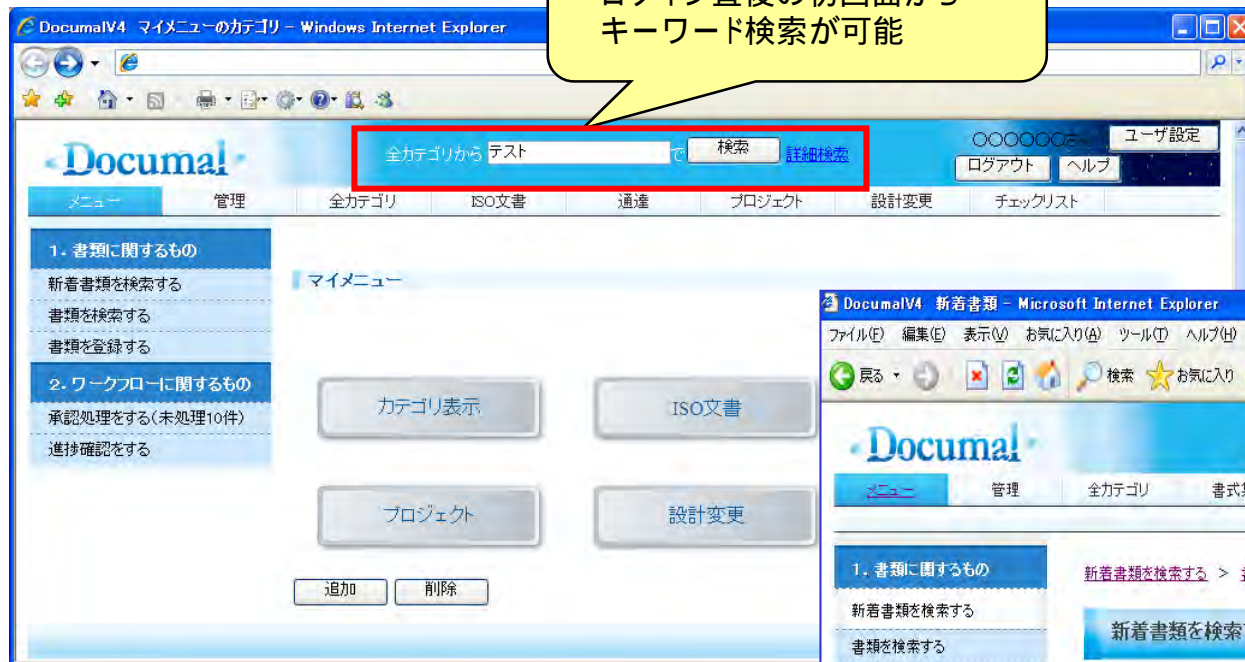 キーワード検索が可能
DocumalV4 マイメニューのカテゴリ - Windows Internet Explorer
Documal
全カテゴリから テスト で 検索 詳細検索
ユーザ設定
ログアウト ヘルプ
メニュー 管理 全カテゴリ ISO文書 通達 プロジェクト 設計変更 チェックリスト
1. 書類に関するもの
新着書類を検索する
書類を検索する
書類を登録する
2. ワークフローに関するもの
承認処理をする(未処理10件)
進捗確認をする
マイメニュー
カテゴリ表示 ISO文書
プロジェクト 設計変更
追加 削除
DocumalV4 新着書類 - Microsoft Internet Explorer
ファイル(F) 編集(E) 表示(V) お気に入り(A) ツール(T) ヘルプ(H)
戻る 検索 お気に入り
Documal
メニュー 管理 全カテゴリ
1. 書類に関するもの
新着書類を検索する
書類を検索する
新着書類を検索する >
新着書類を検索